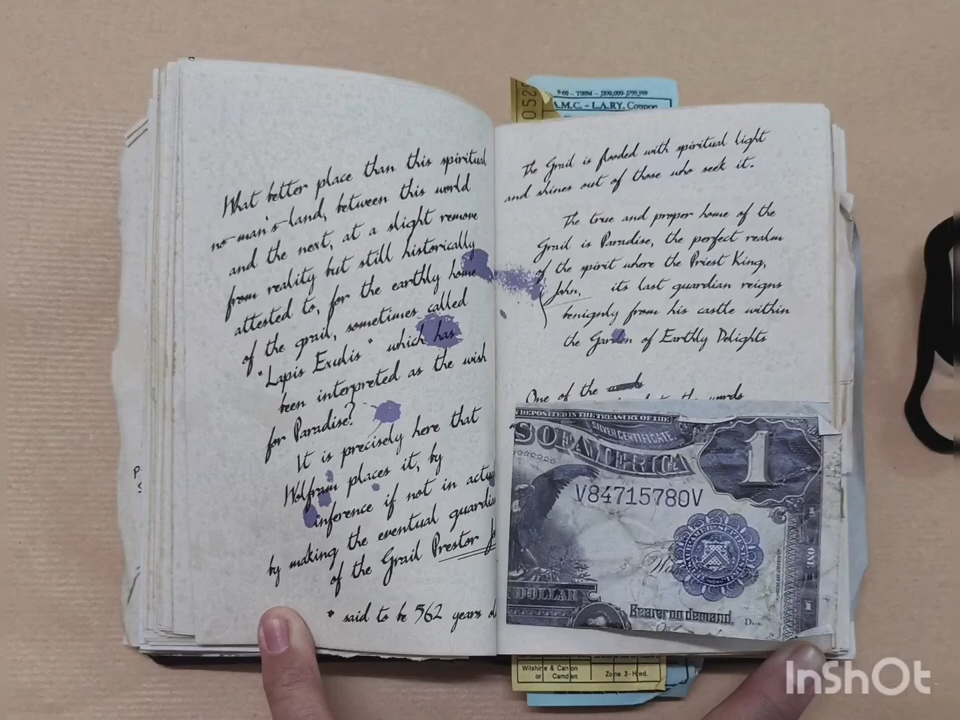 What better place than this spiritual
no-man's-land, between this world
and the next, at a slight remove
from reality but still historically
attested to, for the earthly home
of the grail, sometimes called
"Lapis Exulis" which has
been interpreted as the wish
for Paradise?
It is precisely here that
Wolfram places it, by
inference if not in
by making the eventual
of the Grail Prestor
* said to be 562 years
The Grail is flooded with spiritual light
and shines out of those who seek it.
The true and proper home of the
Grail is Paradise, the perfect realm
of the spirit where the Priest King,
John, its last guardian reigns
benignly from his castle within
the Garden of Earthly Delights
One of the
the words
052
A.M.C. - L.A.RY. Coupon
DEPOSITED IN THE TREASURY OF THE
SILVER CERTIFICATE
S OF AMERICA
1
V84715780V
ONE
DOLLAR
Bearer on demand
Wilshire & Canon
or Camden
Zone 3-Hwd.
InShOt